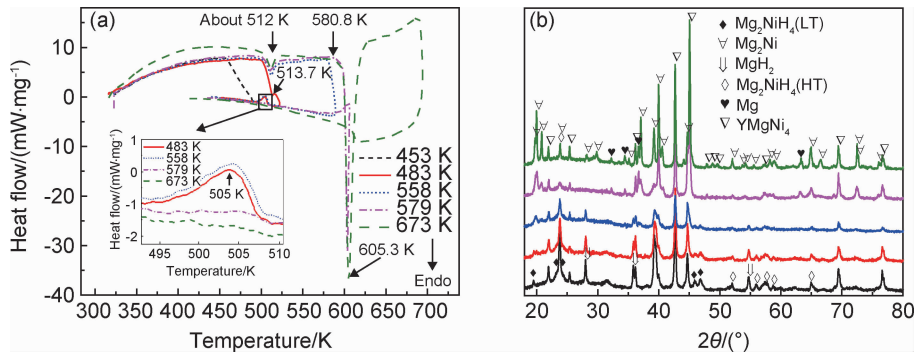 (a)
About 512 K
580.8 K
513.7 K
Heat flow/(mW·mg⁻¹)
20
10
0
-10
-20
-30
-40
483 K
558 K
579 K
673 K
505 K
Heat flow/(mW·mg⁻¹)
1
0
-1
-2
495 500 505 510
Temperature/K
453 K
483 K
558 K
579 K
673 K
605.3 K
Endo
300 350 400 450 500 550 600 650 700
Temperature/K
(b)
Mg₂NiH₄(LT)
Mg₂Ni
MgH₂
Mg₂NiH₄(HT)
Mg
YMgNi₄
20 30 40 50 60 70 80
2θ/(°)